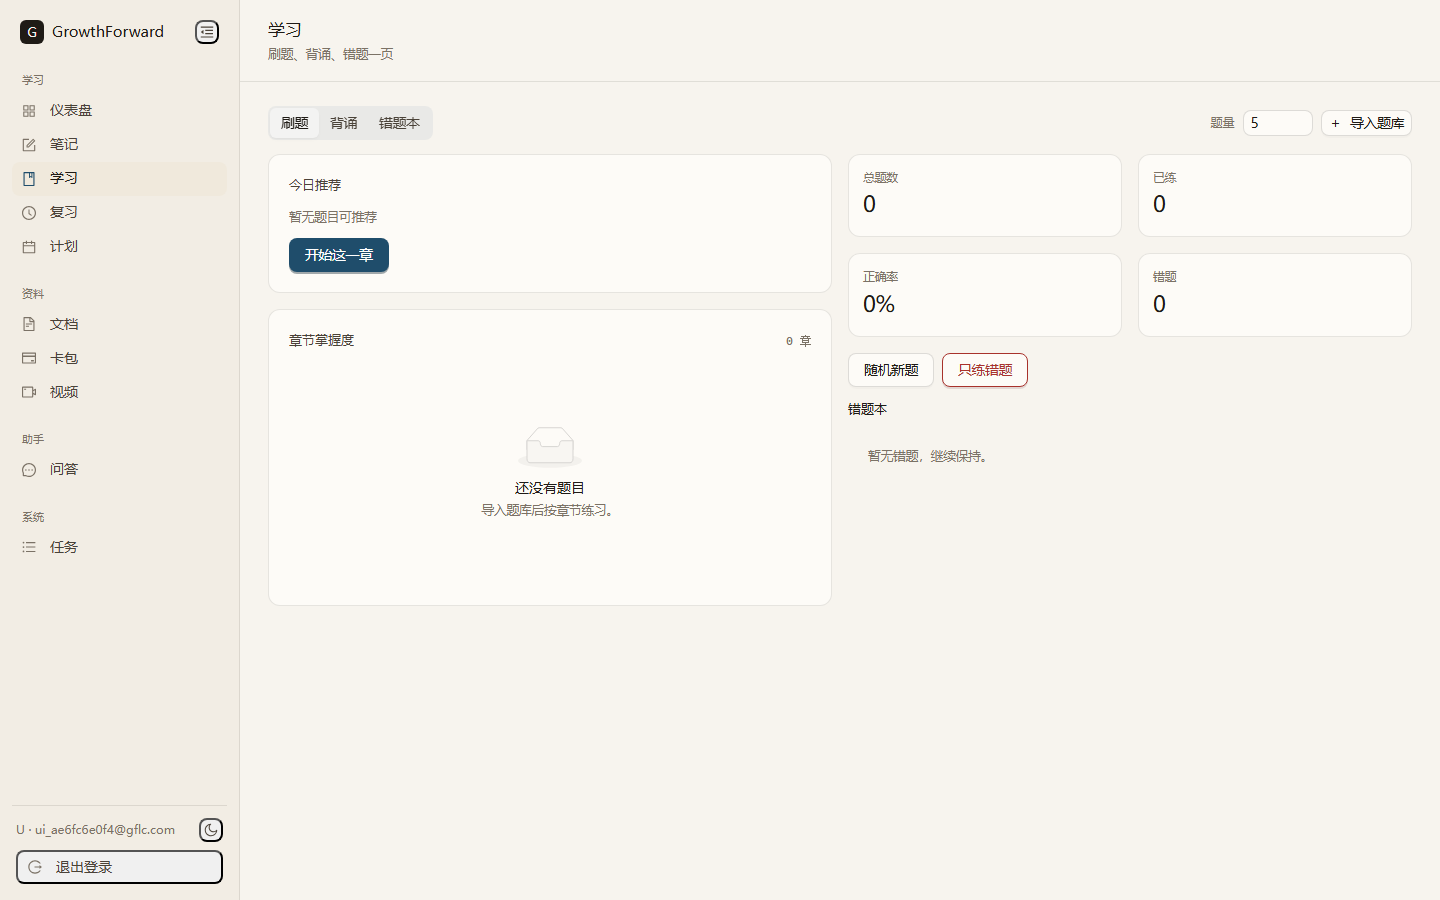 G GrowthForward
学习
仪表盘
笔记
学习
复习
计划
资料
文档
卡包
视频
助手
问答
系统
任务
U · ui_ae6fc6e0f4@gflc.com
退出登录
学习
刷题、背诵、错题一页
刷题 背诵 错题本
题量 5 + 导入题库
今日推荐
暂无题目可推荐
开始这一章
章节掌握度 0 章
还没有题目
导入题库后按章节练习。
总题数
0
已练
0
正确率
0%
错题
0
随机新题 只练错题
错题本
暂无错题，继续保持。